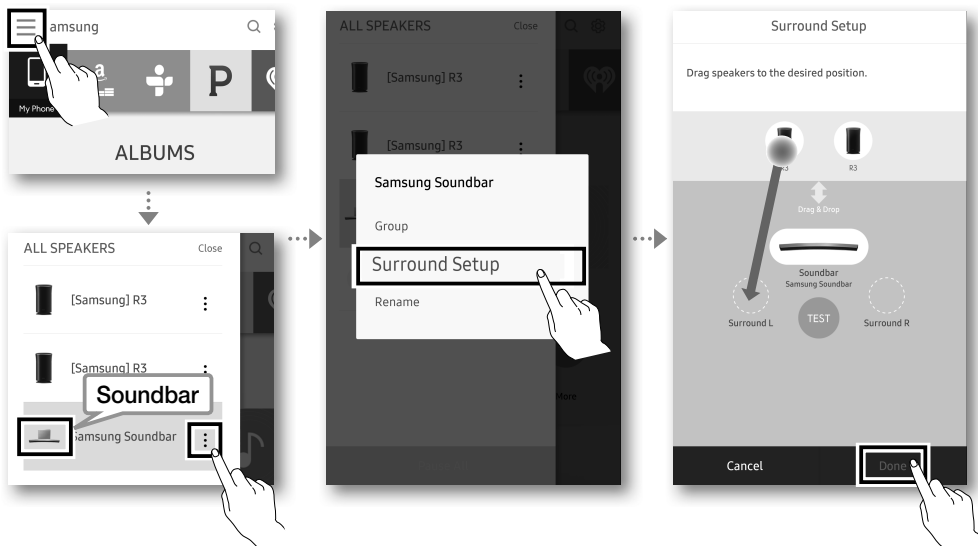 amsung
a
P
My Phone
ALBUMS
ALL SPEAKERS Close
[Samsung] R3
[Samsung] R3
Soundbar
Samsung Soundbar
ALL SPEAKERS Close
[Samsung] R3
[Samsung] R3
Samsung Soundbar
Group
Surround Setup
Rename
More
Surround Setup
Drag speakers to the desired position.
R3 R3
Drag & Drop
Soundbar
Samsung Soundbar
Surround L TEST Surround R
Cancel Done